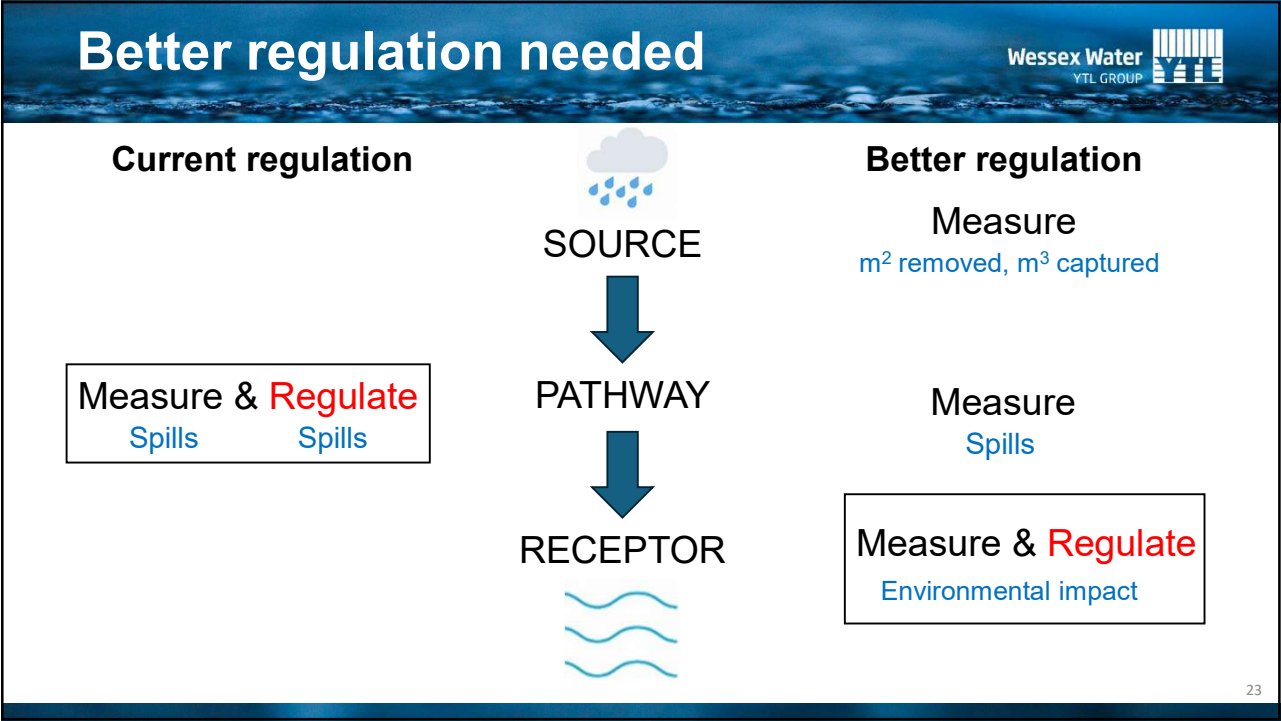 Better regulation needed
Wessex Water
YTL GROUP
YTL
Current regulation
Better regulation
SOURCE
Measure
m² removed, m³ captured
PATHWAY
Measure & Regulate
Spills Spills
Measure
Spills
RECEPTOR
Measure & Regulate
Environmental impact
23